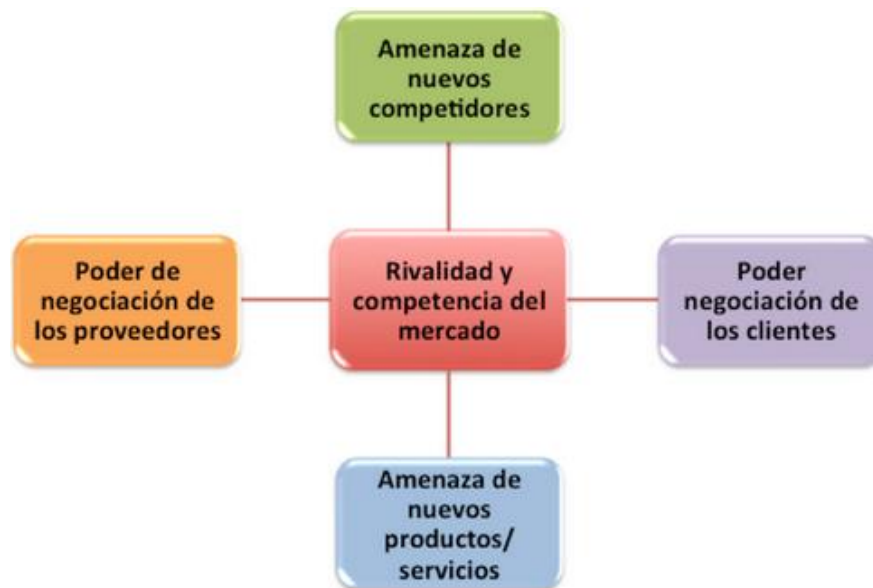 Amenaza de
nuevos
competidores
Poder de
negociación de
los proveedores
Rivalidad y
competencia del
mercado
Poder
negociación de
los clientes
Amenaza de
nuevos
productos/
servicios